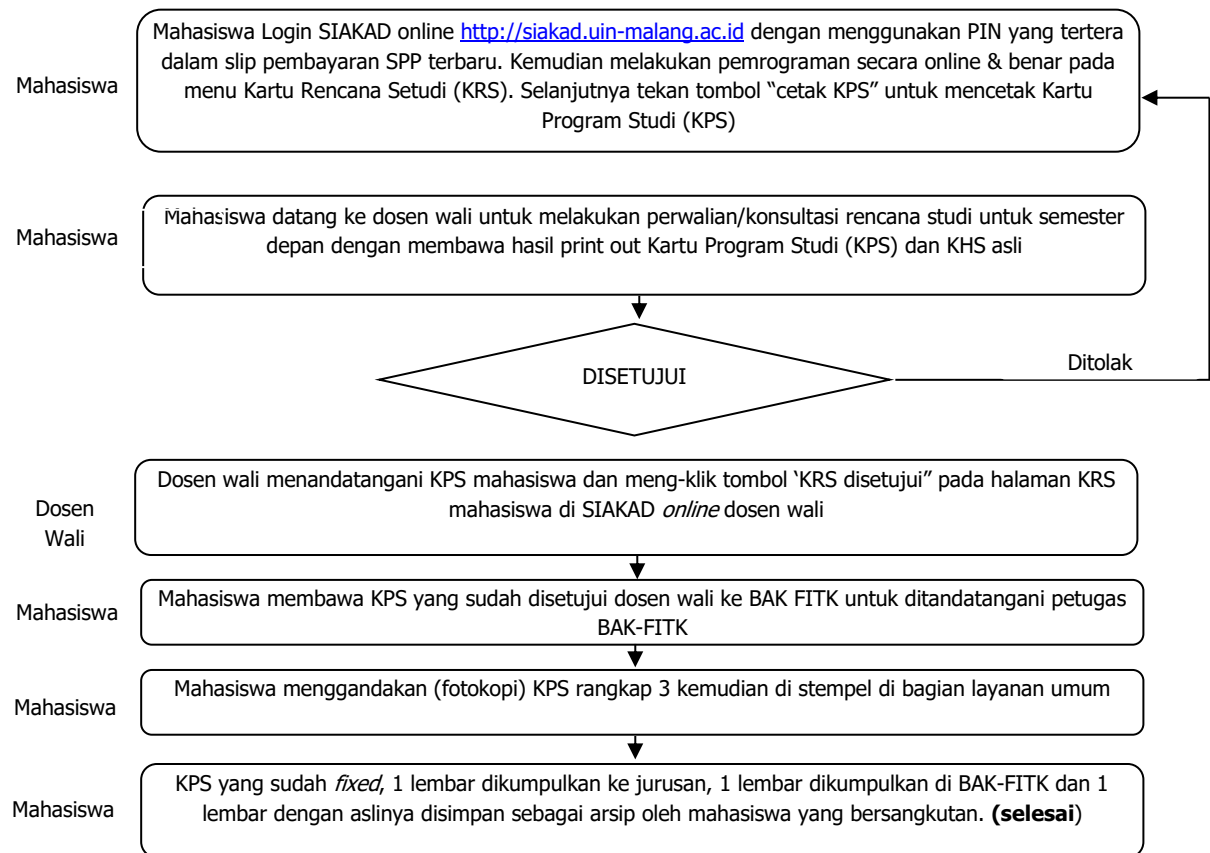 Mahasiswa Login SIAKAD online http://siakad.uin-malang.ac.id dengan menggunakan PIN yang tertera
dalam slip pembayaran SPP terbaru. Kemudian melakukan pemrograman secara online & benar pada
menu Kartu Rencana Setudi (KRS). Selanjutnya tekan tombol “cetak KPS” untuk mencetak Kartu
Program Studi (KPS)
Mahasiswa
Mahasiswa datang ke dosen wali untuk melakukan perwalian/konsultasi rencana studi untuk semester
depan dengan membawa hasil print out Kartu Program Studi (KPS) dan KHS asli
Mahasiswa
DISETUJUI
Ditolak
Dosen wali menandatangani KPS mahasiswa dan meng-klik tombol ‘KRS disetujui” pada halaman KRS
mahasiswa di SIAKAD online dosen wali
Dosen
Wali
Mahasiswa membawa KPS yang sudah disetujui dosen wali ke BAK FITK untuk ditandatangani petugas
BAK-FITK
Mahasiswa
Mahasiswa menggandakan (fotokopi) KPS rangkap 3 kemudian di stempel di bagian layanan umum
Mahasiswa
KPS yang sudah fixed, 1 lembar dikumpulkan ke jurusan, 1 lembar dikumpulkan di BAK-FITK dan 1
lembar dengan aslinya disimpan sebagai arsip oleh mahasiswa yang bersangkutan. (selesai)
Mahasiswa